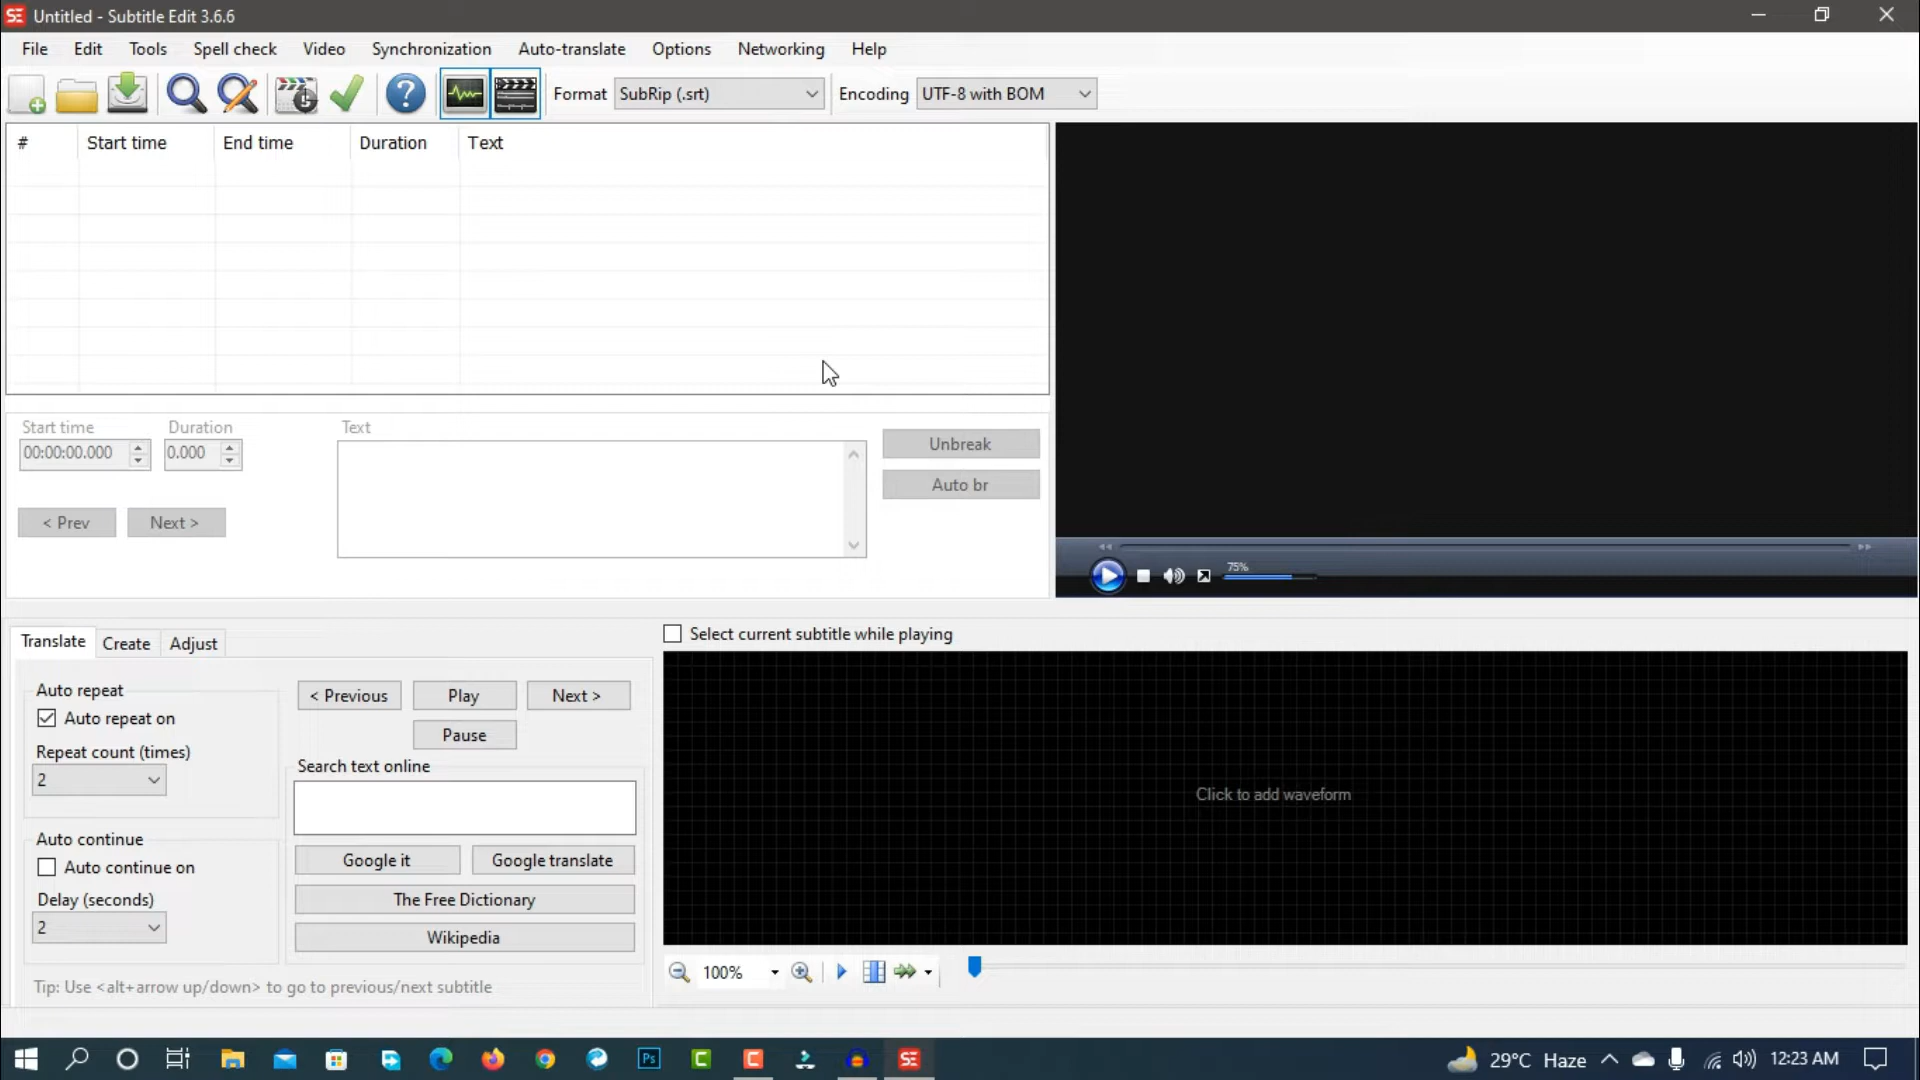 SE Untitled - Subtitle Edit 3.6.6
File Edit Tools Spell check Video Synchronization Auto-translate Options Networking Help
? Format SubRip (.srt) Encoding UTF-8 with BOM
# Start time End time Duration Text
Start time Duration Text
00:00:00.000 0.000
Unbreak
Auto br
< Prev Next >
75%
Translate Create Adjust
Select current subtitle while playing
Auto repeat
Auto repeat on
Repeat count (times)
2
< Previous Play Next >
Pause
Search text online
Click to add waveform
Auto continue
Auto continue on
Delay (seconds)
2
Google it Google translate
The Free Dictionary
Wikipedia
Tip: Use <alt+arrow up/down> to go to previous/next subtitle
100%
Ps C C SE 29°C Haze 12:23 AM